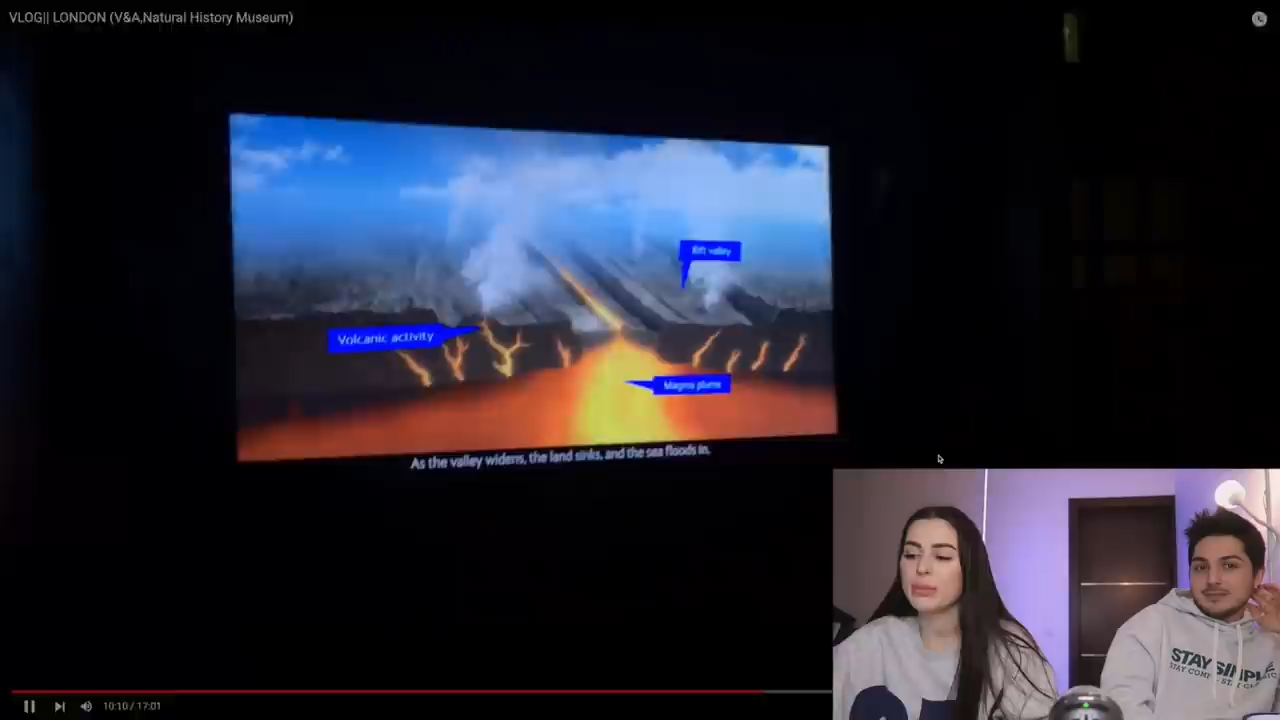 VLOG|| LONDON (V&A,Natural History Museum)
Rift valley
Volcanic activity
Magma plume
As the valley widens, the land sinks, and the sea floods in.
STAY SIMPLE
10:10 / 17:01